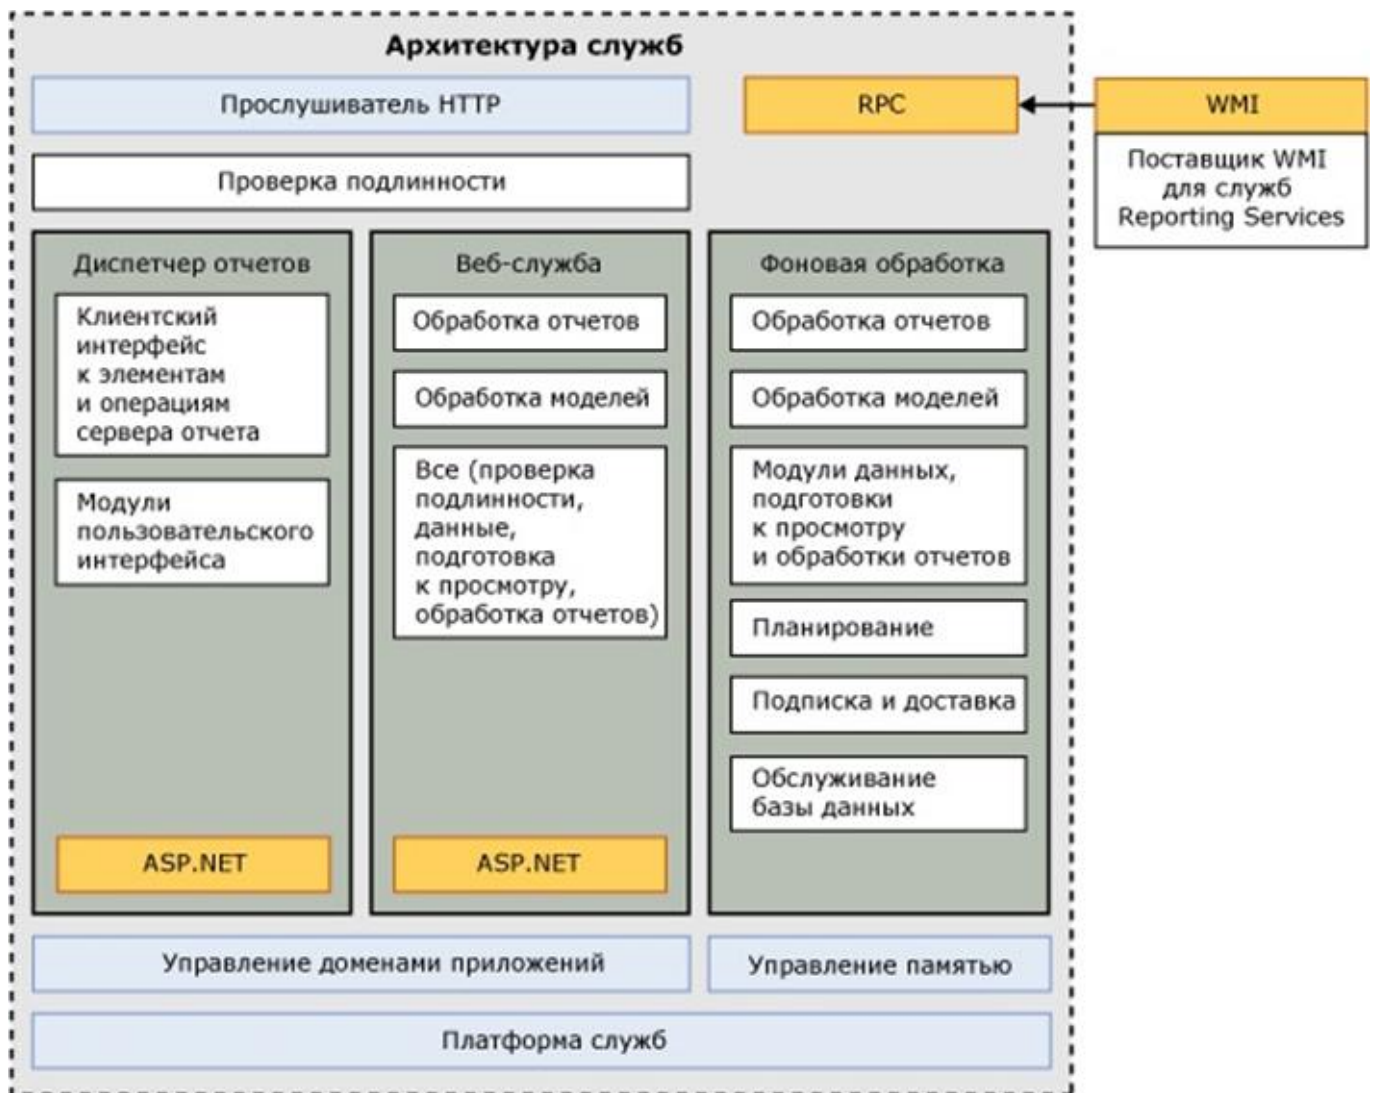 Архитектура служб
Прослушиватель HTTP
RPC
WMI
Поставщик WMI
для служб
Reporting Services
Проверка подлинности
Диспетчер отчетов
Клиентский
интерфейс
к элементам
и операциям
сервера отчета
Модули
пользовательского
интерфейса
ASP.NET
Веб-служба
Обработка отчетов
Обработка моделей
Все (проверка
подлинности,
данные,
подготовка
к просмотру,
обработка отчетов)
ASP.NET
Фоновая обработка
Обработка отчетов
Обработка моделей
Модули данных,
подготовки
к просмотру
и обработки отчетов
Планирование
Подписка и доставка
Обслуживание
базы данных
Управление доменами приложений
Управление памятью
Платформа служб